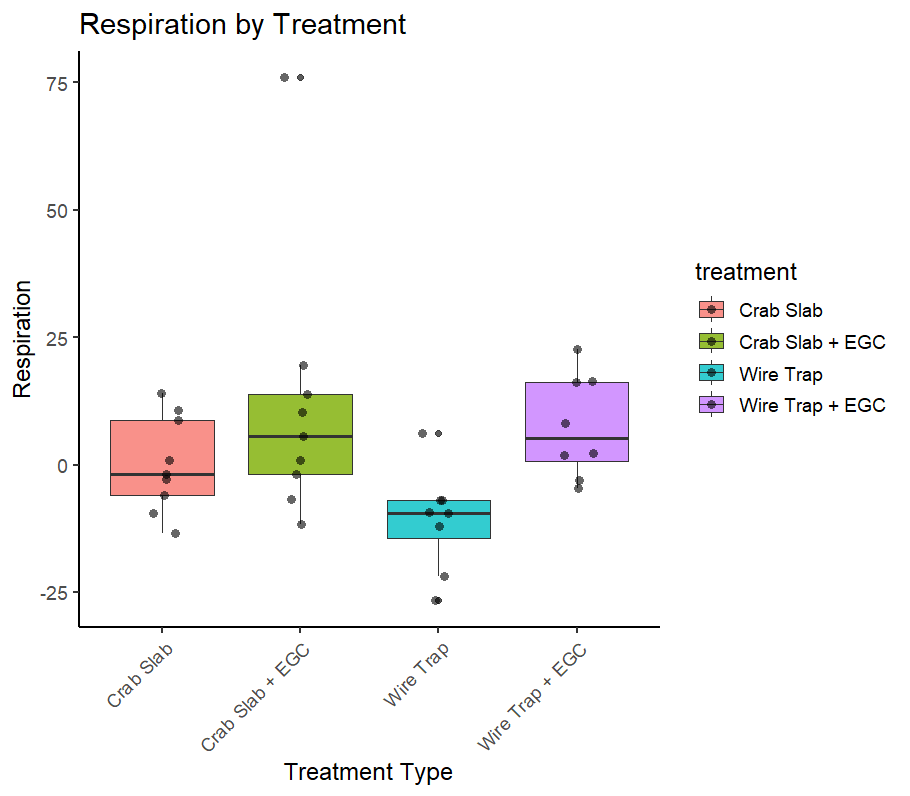 Respiration by Treatment
75
50
25
0
-25
Respiration
Crab Slab
Crab Slab + EGC
Wire Trap
Wire Trap + EGC
Treatment Type
treatment
Crab Slab
Crab Slab + EGC
Wire Trap
Wire Trap + EGC